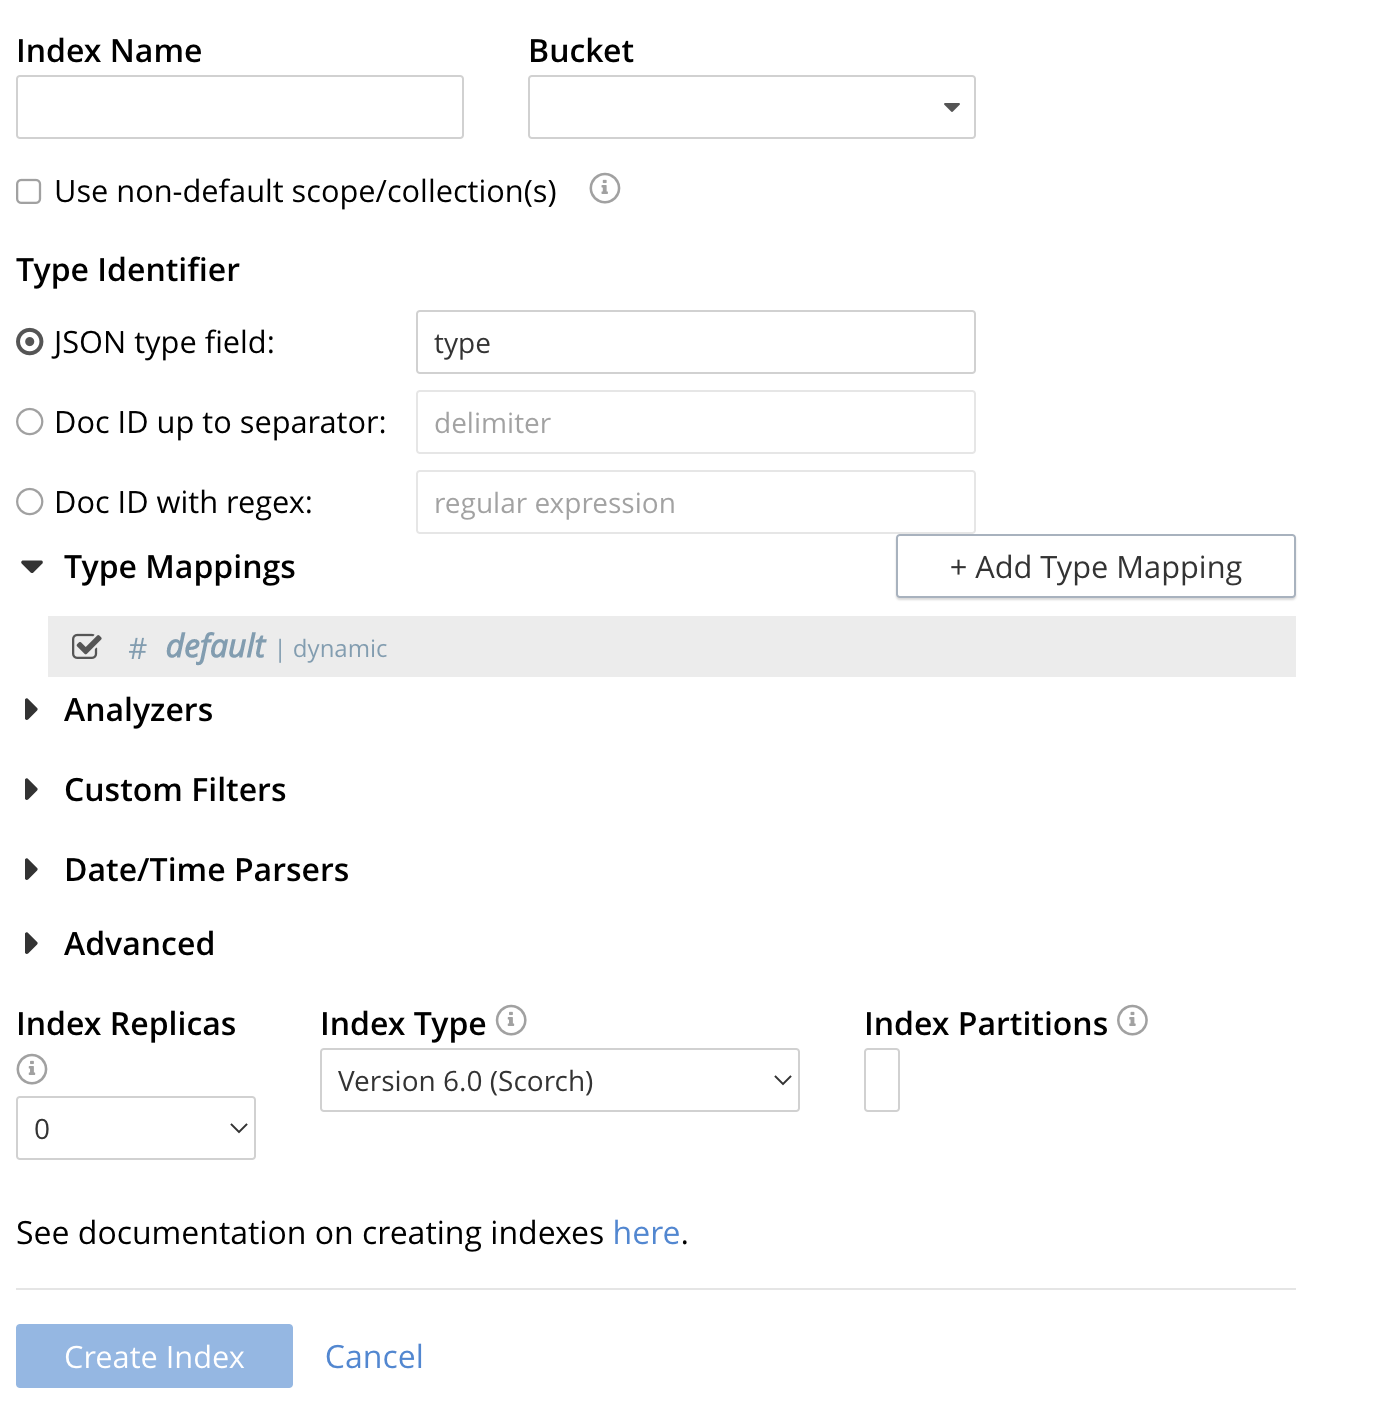 Index Name Bucket
Use non-default scope/collection(s)
Type Identifier
JSON type field: type
Doc ID up to separator: delimiter
Doc ID with regex: regular expression
Type Mappings + Add Type Mapping
# default | dynamic
Analyzers
Custom Filters
Date/Time Parsers
Advanced
Index Replicas Index Type Index Partitions
Version 6.0 (Scorch)
0
See documentation on creating indexes here.
Create Index Cancel